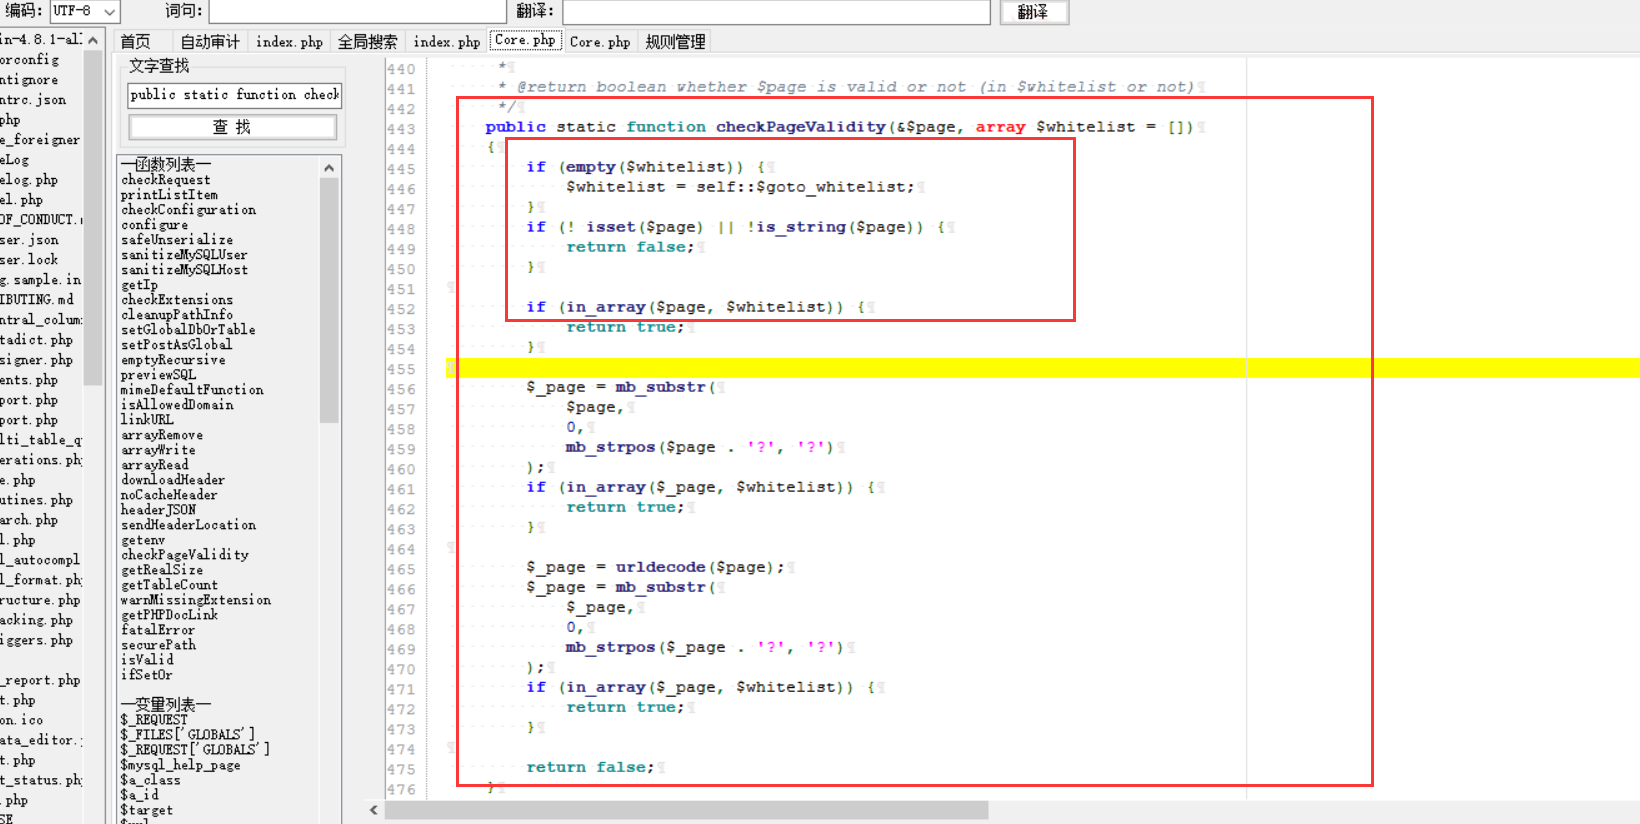 编码: UTF-8 词句: 翻译: 翻译
首页 自动审计 index.php 全局搜索 index.php Core.php Core.php 规则管理
in-4.8.1-all
orconfig
ntignore
ntrc.json
php
e_foreigner
eLog
elog.php
el.php
OF_CONDUCT.
ser.json
ser.lock
g.sample.in
IBUTING.md
ntral_colum
tadict.php
signer.php
ents.php
port.php
port.php
lti_table_q
erations.ph
e.php
utines.php
arch.php
l.php
l_autocompl
l_format.ph
ructure.php
acking.php
iggers.php
_report.php
t.php
on.ico
ata_editor.
t.php
t_status.ph
.php
SE
文字查找
public static function check
查 找
—函数列表—
checkRequest
printListItem
checkConfiguration
configure
safeUnserialize
sanitizeMySQLUser
sanitizeMySQLHost
getIp
checkExtensions
cleanupPathInfo
setGlobalDbOrTable
setPostAsGlobal
emptyRecursive
previewSQL
mimeDefaultFunction
isAllowedDomain
linkURL
arrayRemove
arrayWrite
arrayRead
downloadHeader
noCacheHeader
headerJSON
sendHeaderLocation
getenv
checkPageValidity
getRealSize
getTableCount
warnMissingExtension
getPHPDocLink
fatalError
securePath
isValid
ifSetOr
—变量列表—
$_REQUEST
$_FILES['GLOBALS']
$_REQUEST['GLOBALS']
$mysql_help_page
$a_class
$a_id
$target
440 *
441 * @return boolean whether $page is valid or not (in $whitelist or not)
442 */
443 public static function checkPageValidity(&$page, array $whitelist = [])
444 {
445 if (empty($whitelist)) {
446 $whitelist = self::$goto_whitelist;
447 }
448 if (! isset($page) || !is_string($page)) {
449 return false;
450 }
451
452 if (in_array($page, $whitelist)) {
453 return true;
454 }
455
456 $_page = mb_substr(
457 $page,
458 0,
459 mb_strpos($page . '?', '?')
460 );
461 if (in_array($_page, $whitelist)) {
462 return true;
463 }
464
465 $_page = urldecode($page);
466 $_page = mb_substr(
467 $_page,
468 0,
469 mb_strpos($_page . '?', '?')
470 );
471 if (in_array($_page, $whitelist)) {
472 return true;
473 }
474
475 return false;
476 }